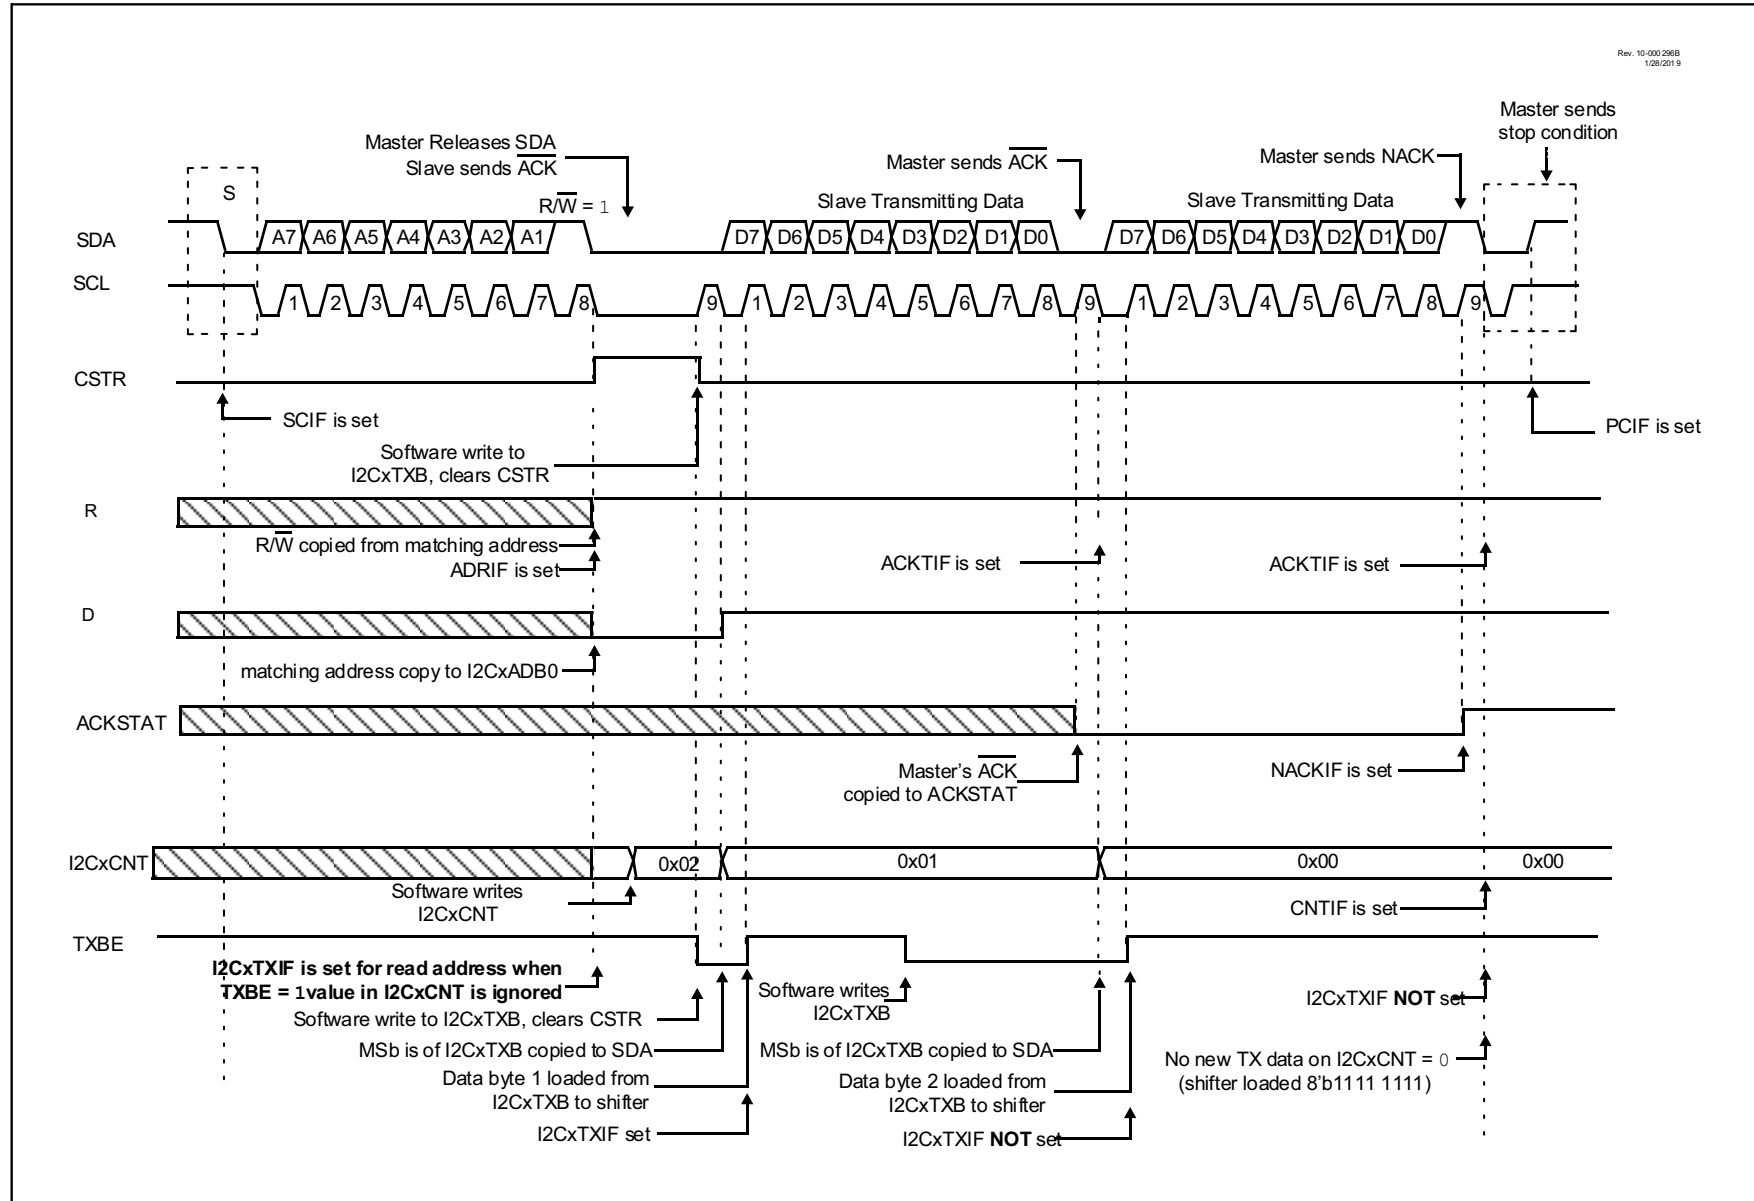 Rev. 10-000 296B
1/28/201 9
Master sends
stop condition
Master Releases SDA
Slave sends ACK
Master sends ACK
Master sends NACK
S
R/W = 1
Slave Transmitting Data
Slave Transmitting Data
SDA
A7 A6 A5 A4 A3 A2 A1 D7 D6 D5 D4 D3 D2 D1 D0 D7 D6 D5 D4 D3 D2 D1 D0
SCL
1 2 3 4 5 6 7 8 9 1 2 3 4 5 6 7 8 9 1 2 3 4 5 6 7 8 9
CSTR
SCIF is set
PCIF is set
Software write to
I2CxTXB, clears CSTR
R
R/W copied from matching address
ADRIF is set
ACKTIF is set
ACKTIF is set
D
matching address copy to I2CxADB0
ACKSTAT
Master's ACK
copied to ACKSTAT
NACKIF is set
I2CxCNT
0x02 0x01 0x00 0x00
Software writes
I2CxCNT
CNTIF is set
TXBE
I2CxTXIF is set for read address when
TXBE = 1value in I2CxCNT is ignored
Software write to I2CxTXB, clears CSTR
MSb is of I2CxTXB copied to SDA
Data byte 1 loaded from
I2CxTXB to shifter
I2CxTXIF set
Software writes
I2CxTXB
MSb is of I2CxTXB copied to SDA
Data byte 2 loaded from
I2CxTXB to shifter
I2CxTXIF NOT set
I2CxTXIF NOT set
No new TX data on I2CxCNT = 0
(shifter loaded 8'b1111 1111)